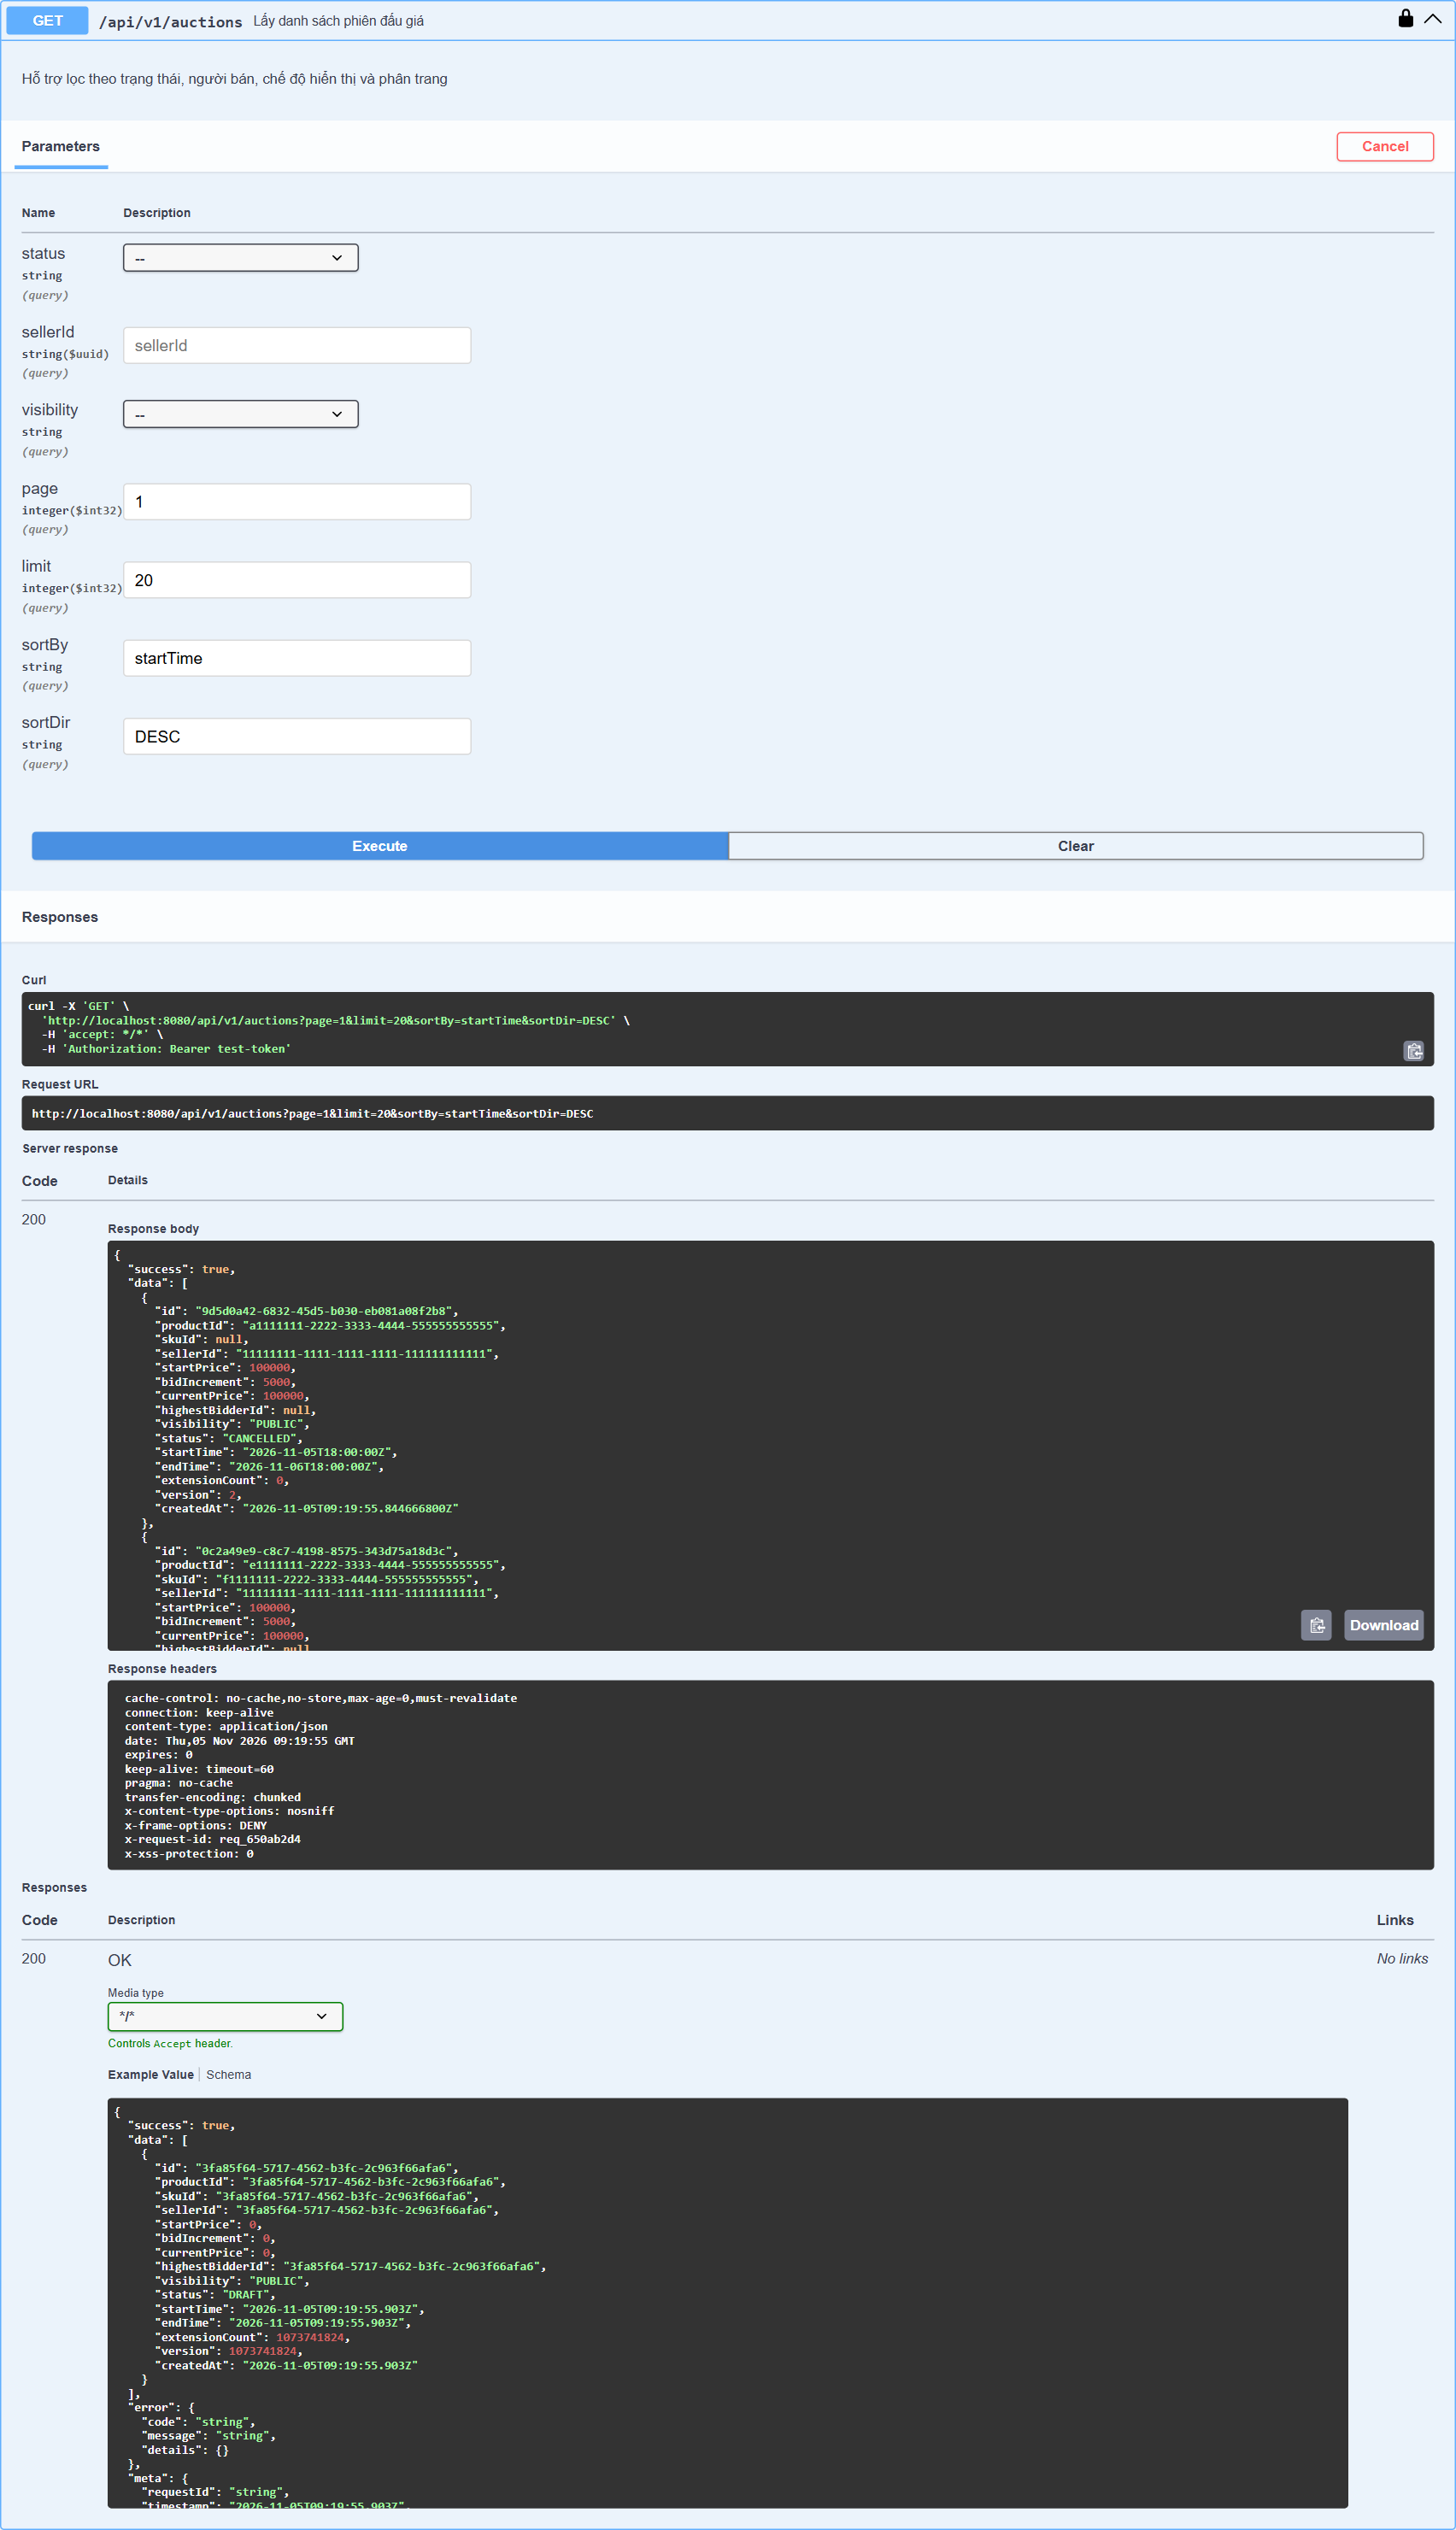 GET /api/v1/auctions Lấy danh sách phiên đấu giá
Hỗ trợ lọc theo trạng thái, người bán, chế độ hiển thị và phân trang
Parameters
Cancel
Name Description
status
string
(query)
--
sellerId
string($uuid)
(query)
sellerId
visibility
string
(query)
--
page
integer($int32)
(query)
1
limit
integer($int32)
(query)
20
sortBy
string
(query)
startTime
sortDir
string
(query)
DESC
Execute
Clear
Responses
Curl
curl -X 'GET' \
'http://localhost:8080/api/v1/auctions?page=1&limit=20&sortBy=startTime&sortDir=DESC' \
-H 'accept: */*' \
-H 'Authorization: Bearer test-token'
Request URL
http://localhost:8080/api/v1/auctions?page=1&limit=20&sortBy=startTime&sortDir=DESC
Server response
Code Details
200
Response body
{
"success": true,
"data": [
{
"id": "9d5d0a42-6832-45d5-b030-eb081a08f2b8",
"productId": "a1111111-2222-3333-4444-555555555555",
"skuId": null,
"sellerId": "11111111-1111-1111-1111-111111111111",
"startPrice": 100000,
"bidIncrement": 5000,
"currentPrice": 100000,
"highestBidderId": null,
"visibility": "PUBLIC",
"status": "CANCELLED",
"startTime": "2026-11-05T18:00:00Z",
"endTime": "2026-11-06T18:00:00Z",
"extensionCount": 0,
"version": 2,
"createdAt": "2026-11-05T09:19:55.844666800Z"
},
{
"id": "0c2a49e9-c8c7-4198-8575-343d75a18d3c",
"productId": "e1111111-2222-3333-4444-555555555555",
"skuId": "f1111111-2222-3333-4444-555555555555",
"sellerId": "11111111-1111-1111-1111-111111111111",
"startPrice": 100000,
"bidIncrement": 5000,
"currentPrice": 100000,
"highestBidderId": null
Download
Response headers
cache-control: no-cache,no-store,max-age=0,must-revalidate
connection: keep-alive
content-type: application/json
date: Thu,05 Nov 2026 09:19:55 GMT
expires: 0
keep-alive: timeout=60
pragma: no-cache
transfer-encoding: chunked
x-content-type-options: nosniff
x-frame-options: DENY
x-request-id: req_650ab2d4
x-xss-protection: 0
Responses
Code Description Links
200 OK No links
Media type
*/*
Controls Accept header.
Example Value Schema
{
"success": true,
"data": [
{
"id": "3fa85f64-5717-4562-b3fc-2c963f66afa6",
"productId": "3fa85f64-5717-4562-b3fc-2c963f66afa6",
"skuId": "3fa85f64-5717-4562-b3fc-2c963f66afa6",
"sellerId": "3fa85f64-5717-4562-b3fc-2c963f66afa6",
"startPrice": 0,
"bidIncrement": 0,
"currentPrice": 0,
"highestBidderId": "3fa85f64-5717-4562-b3fc-2c963f66afa6",
"visibility": "PUBLIC",
"status": "DRAFT",
"startTime": "2026-11-05T09:19:55.903Z",
"endTime": "2026-11-05T09:19:55.903Z",
"extensionCount": 1073741824,
"version": 1073741824,
"createdAt": "2026-11-05T09:19:55.903Z"
}
],
"error": {
"code": "string",
"message": "string",
"details": {}
},
"meta": {
"requestId": "string",
"timestamp": "2026-11-05T09:19:55.903Z",